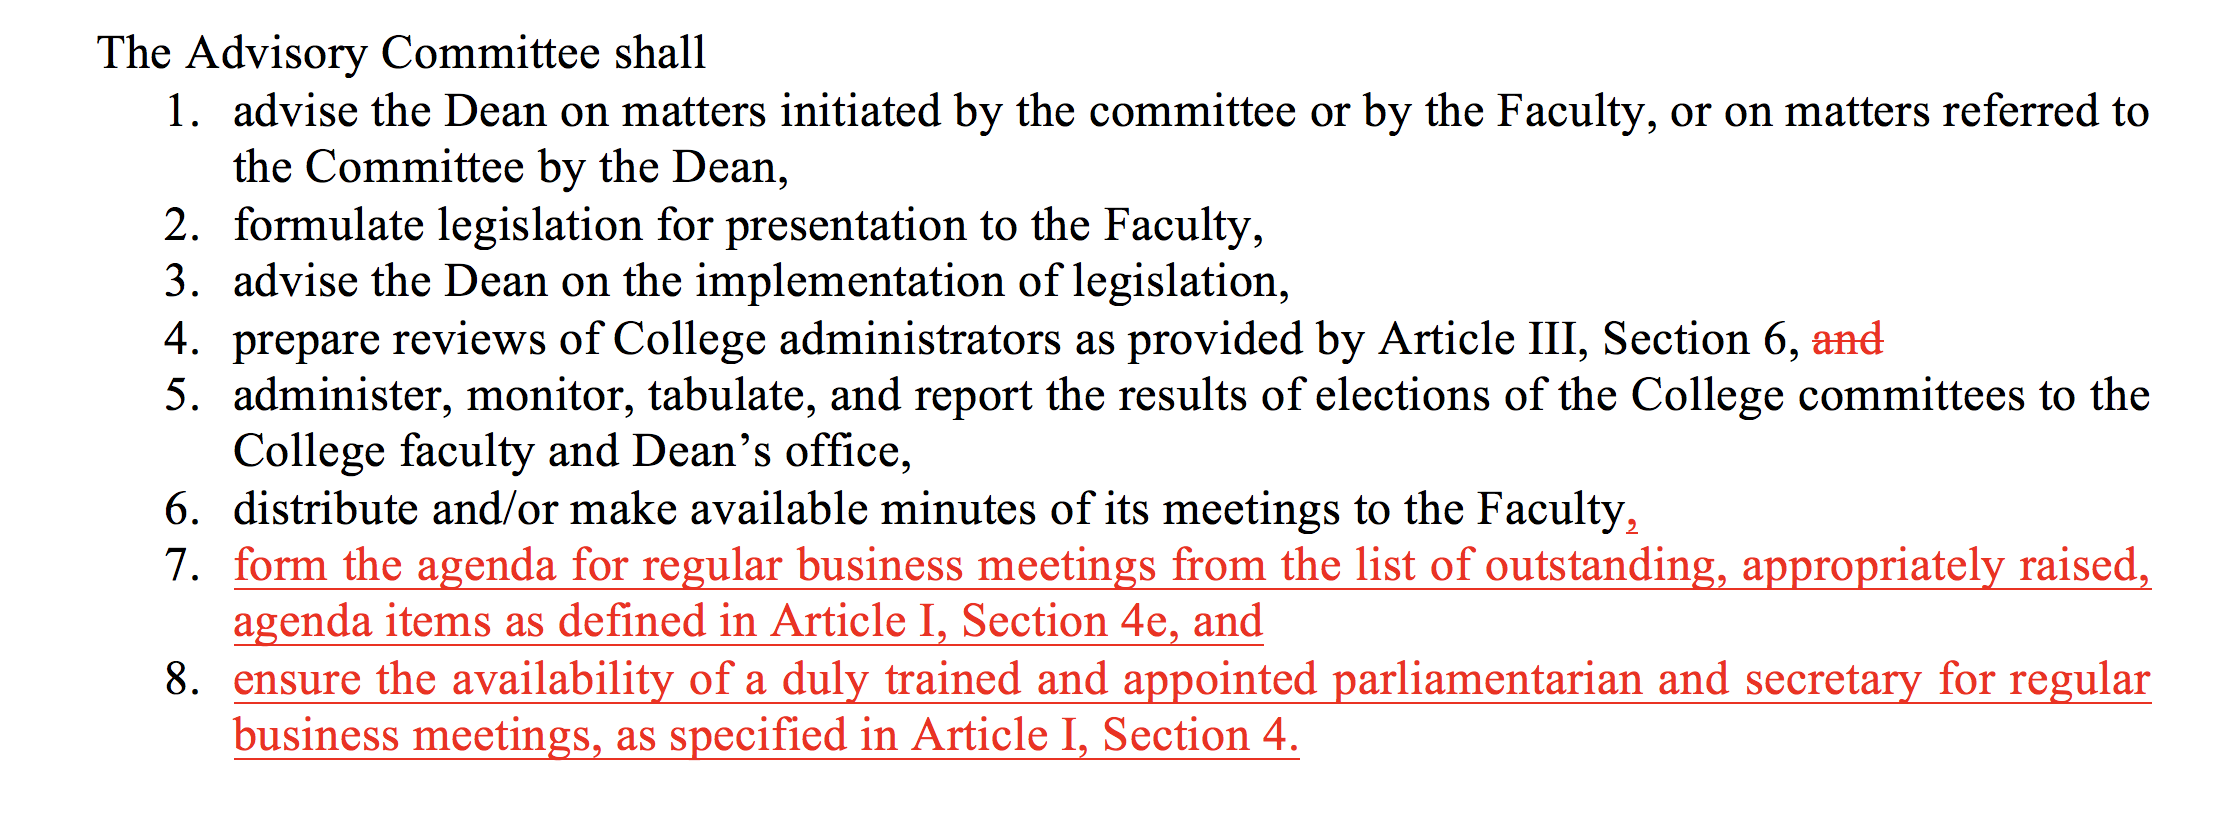 The Advisory Committee shall
1. advise the Dean on matters initiated by the committee or by the Faculty, or on matters referred to
the Committee by the Dean,
2. formulate legislation for presentation to the Faculty,
3. advise the Dean on the implementation of legislation,
4. prepare reviews of College administrators as provided by Article III, Section 6, and
5. administer, monitor, tabulate, and report the results of elections of the College committees to the
College faculty and Dean’s office,
6. distribute and/or make available minutes of its meetings to the Faculty,
7. form the agenda for regular business meetings from the list of outstanding, appropriately raised,
agenda items as defined in Article I, Section 4e, and
8. ensure the availability of a duly trained and appointed parliamentarian and secretary for regular
business meetings, as specified in Article I, Section 4.